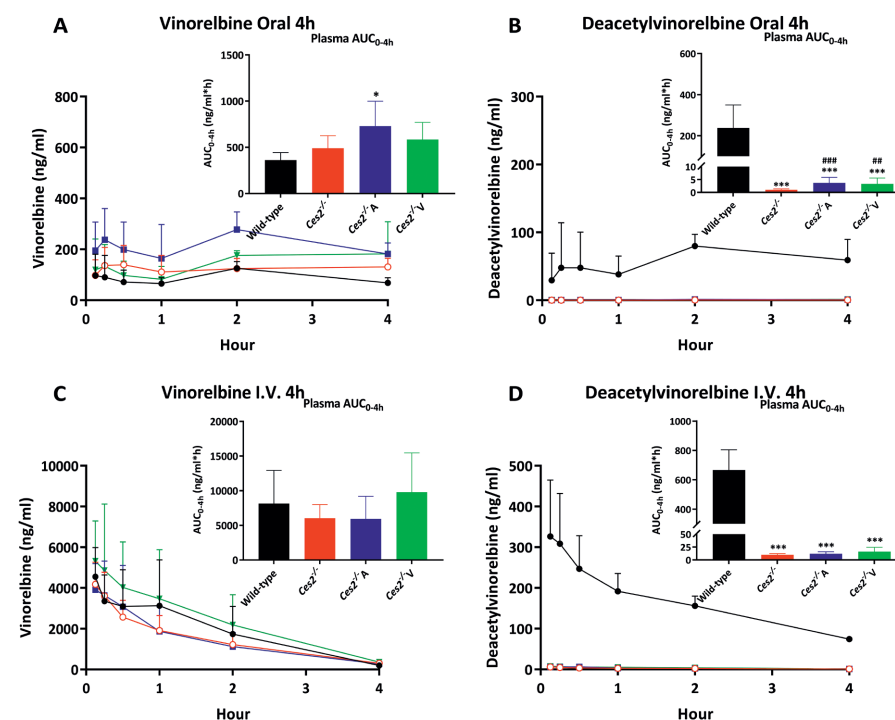 A
Vinorelbine Oral 4h
Plasma AUC0-4h
AUC0-4h (ng/ml*h)
1500
1000
500
0
*
Wild-type
Ces2-/-
Ces2-/- A
Ces2-/- V
Vinorelbine (ng/ml)
800
600
400
200
0
0
1
2
3
4
Hour
B
Deacetylvinorelbine Oral 4h
Plasma AUC0-4h
AUC0-4h (ng/ml*h)
600
400
200
10
5
0
***
###
***
##
***
Wild-type
Ces2-/-
Ces2-/- A
Ces2-/- V
Deacetylvinorelbine (ng/ml)
300
200
100
0
0
1
2
3
4
Hour
C
Vinorelbine I.V. 4h
Plasma AUC0-4h
AUC0-4h (ng/ml*h)
20000
15000
10000
5000
0
Wild-type
Ces2-/-
Ces2-/- A
Ces2-/- V
Vinorelbine (ng/ml)
10000
8000
6000
4000
2000
0
0
1
2
3
4
Hour
D
Deacetylvinorelbine I.V. 4h
Plasma AUC0-4h
AUC0-4h (ng/ml*h)
1000
800
600
400
50
25
0
***
***
***
Wild-type
Ces2-/-
Ces2-/- A
Ces2-/- V
Deacetylvinorelbine (ng/ml)
500
400
300
200
100
0
0
1
2
3
4
Hour